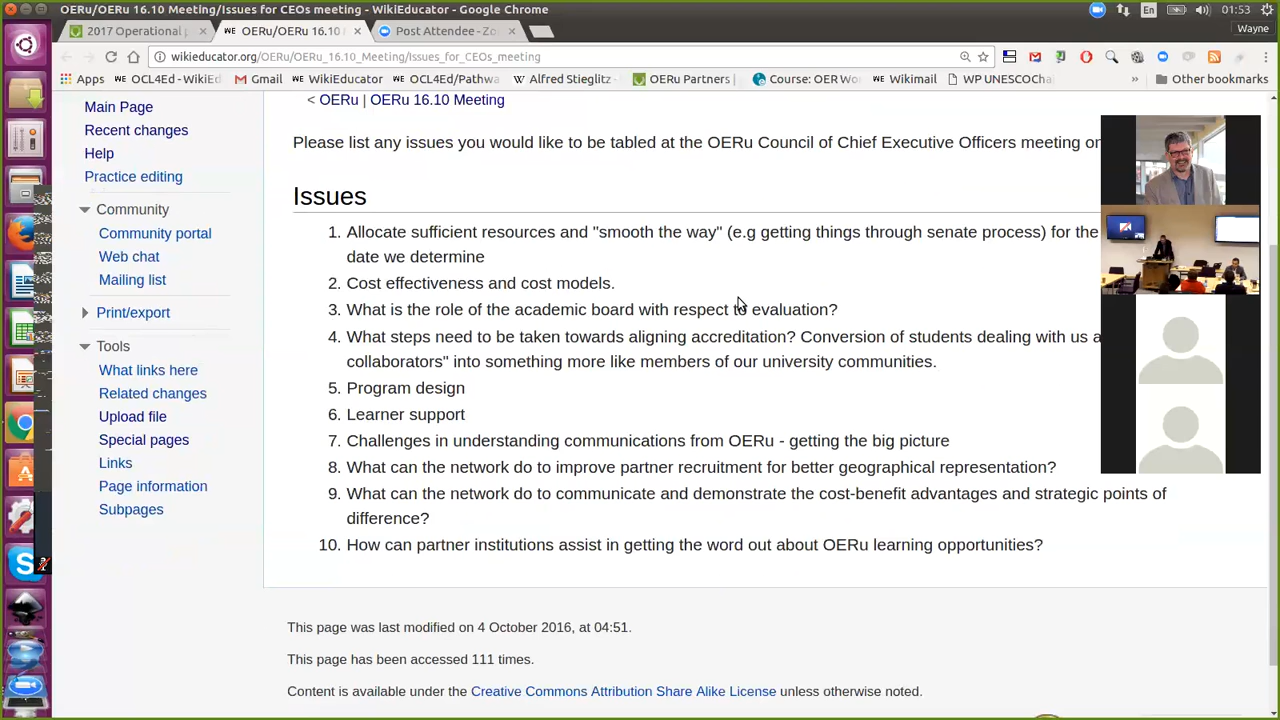 OERu/OERu 16.10 Meeting/Issues for CEOs meeting - WikiEducator - Google Chrome
En
01:53
2017 Operational
OERu/OERu 16.10
Post Attendee - Zo
Wayne
wikieducator.org/OERu/OERu_16.10_Meeting/Issues_for_CEOs_meeting
Apps
OCL4Ed - WikiEd
Gmail
WikiEducator
OCL4Ed/Pathwa
Alfred Stieglitz
OERu Partners
Course: OER Wo
Wikimail
WP UNESCOCha
»
Other bookmarks
Main Page
Recent changes
Help
Practice editing
Community
Community portal
Web chat
Mailing list
Print/export
Tools
What links here
Related changes
Upload file
Special pages
Links
Page information
Subpages
< OERu | OERu 16.10 Meeting
Please list any issues you would like to be tabled at the OERu Council of Chief Executive Officers meeting on
Issues
1. Allocate sufficient resources and "smooth the way" (e.g getting things through senate process) for the
date we determine
2. Cost effectiveness and cost models.
3. What is the role of the academic board with respect to evaluation?
4. What steps need to be taken towards aligning accreditation? Conversion of students dealing with us a
collaborators" into something more like members of our university communities.
5. Program design
6. Learner support
7. Challenges in understanding communications from OERu - getting the big picture
8. What can the network do to improve partner recruitment for better geographical representation?
9. What can the network do to communicate and demonstrate the cost-benefit advantages and strategic points of
difference?
10. How can partner institutions assist in getting the word out about OERu learning opportunities?
This page was last modified on 4 October 2016, at 04:51.
This page has been accessed 111 times.
Content is available under the Creative Commons Attribution Share Alike License unless otherwise noted.